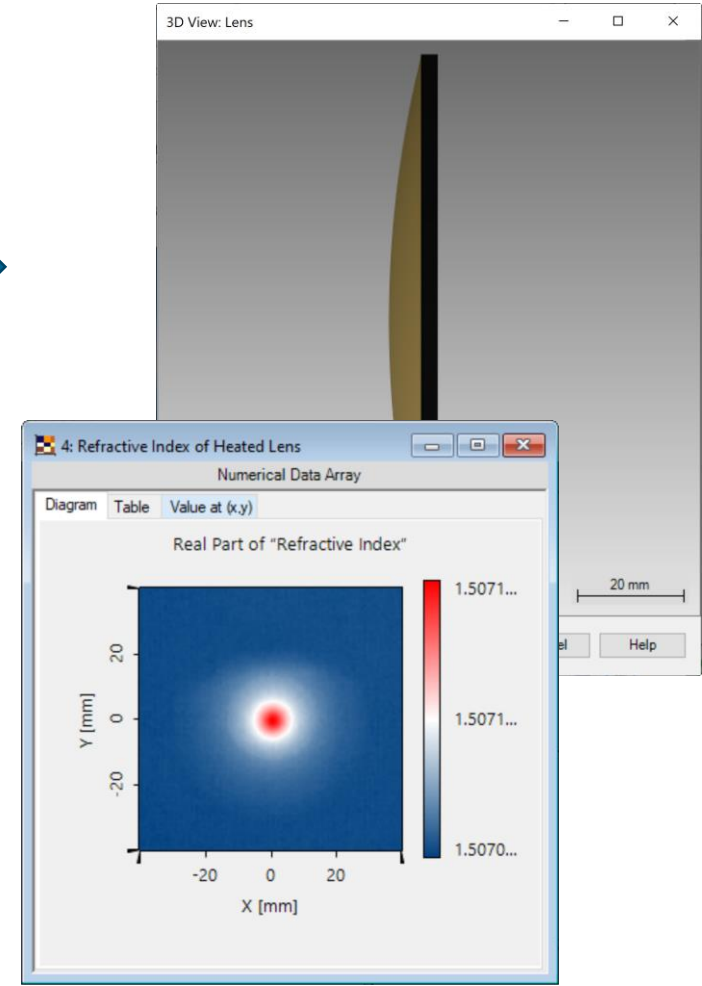 3D View: Lens
20 mm
el
Help
4: Refractive Index of Heated Lens
Numerical Data Array
Diagram Table Value at (x,y)
Real Part of "Refractive Index"
1.5071...
1.5071...
1.5070...
20
0
-20
Y [mm]
-20 0 20
X [mm]